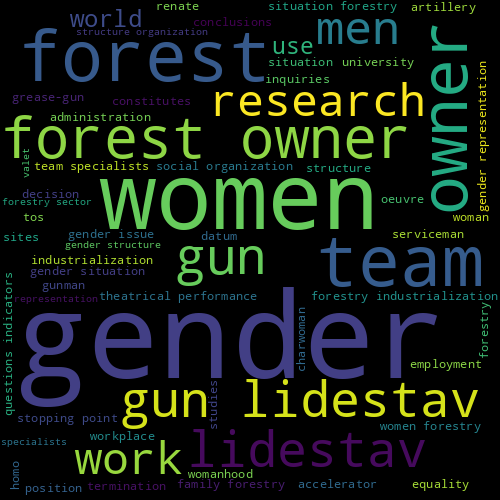 renate
artillery
world
conclusions
situation forestry
structure organization
men
forest
use
situation university
inquiries
owner
grease-gun
constitutes
research
gender representation
administration
forest owner
valet
team specialists
social organization
structure
women
decision
oeuvre
forestry sector
tos
woman
sites
gender issue
datum
serviceman
gender structure
gun
team
industrialization
gender situation
gunman
representation
theatrical performance
forestry industrialization
gender
questions indicators
charwoman
forestry
employment
gun lidestav
studies
stopping point
women forestry
workplace
specialists
lidestav
work
womanhood
homo
position
termination
family forestry
accelerator
equality